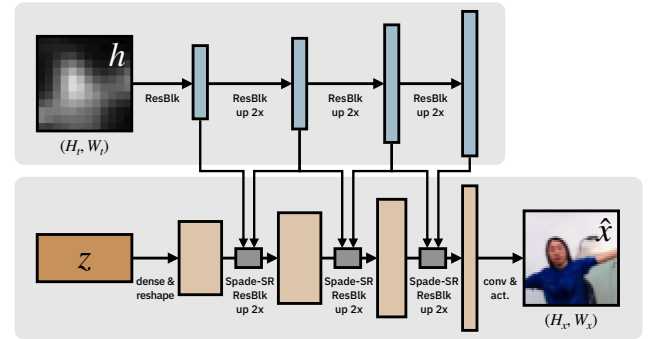 h
ResBlk
ResBlk
up 2x
ResBlk
up 2x
ResBlk
up 2x
(H_t, W_t)
z
dense &
reshape
Spade-SR
ResBlk
up 2x
Spade-SR
ResBlk
up 2x
Spade-SR
ResBlk
up 2x
conv &
act.
x̂
(H_x, W_x)